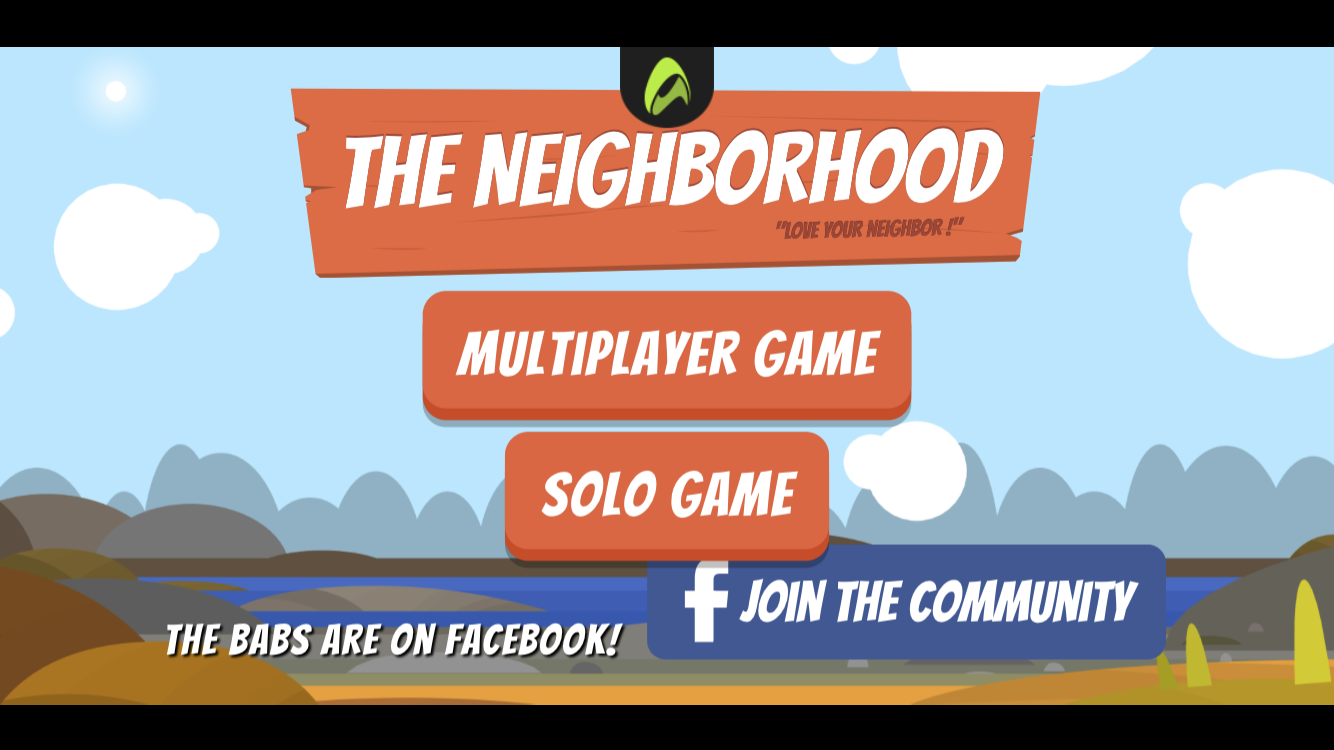 THE NEIGHBORHOOD
"LOVE YOUR NEIGHBOR !"
MULTIPLAYER GAME
SOLO GAME
f JOIN THE COMMUNITY
THE BABS ARE ON FACEBOOK!